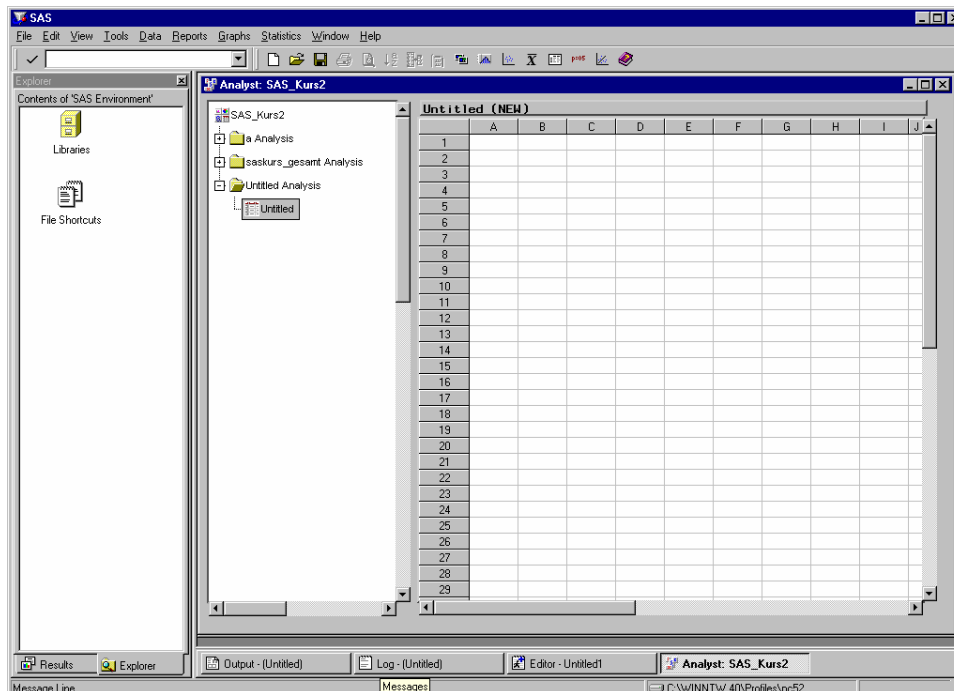 SAS
File Edit View Tools Data Reports Graphs Statistics Window Help
Explorer
Contents of 'SAS Environment'
Libraries
File Shortcuts
Analyst: SAS_Kurs2
SAS_Kurs2
a Analysis
saskurs_gesamt Analysis
Untitled Analysis
Untitled
Untitled (NEW)
A B C D E F G H I J
1
2
3
4
5
6
7
8
9
10
11
12
13
14
15
16
17
18
19
20
21
22
23
24
25
26
27
28
29
Results Explorer
Output - (Untitled) Log - (Untitled) Editor - Untitled1 Analyst: SAS_Kurs2
Message Line Messages C:\WINNTW.40\Profiles\pc52